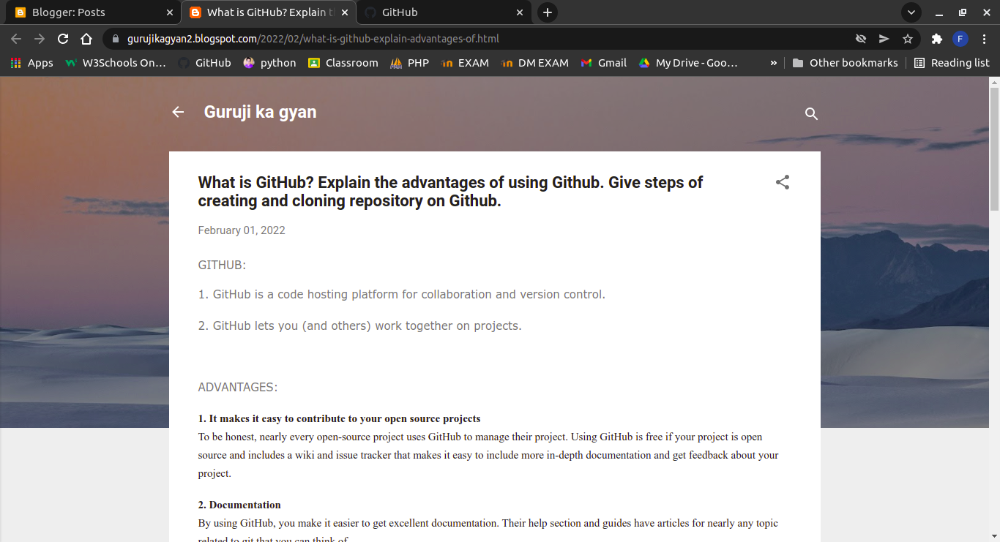 Blogger: Posts
What is GitHub? Explain t
GitHub
gurujikagyan2.blogspot.com/2022/02/what-is-github-explain-advantages-of.html
F
Apps
W3Schools On…
GitHub
python
Classroom
PHP
EXAM
DM EXAM
Gmail
My Drive - Goo…
»
Other bookmarks
Reading list
Guruji ka gyan
What is GitHub? Explain the advantages of using Github. Give steps of
creating and cloning repository on Github.
February 01, 2022
GITHUB:
1. GitHub is a code hosting platform for collaboration and version control.
2. GitHub lets you (and others) work together on projects.
ADVANTAGES:
1. It makes it easy to contribute to your open source projects
To be honest, nearly every open-source project uses GitHub to manage their project. Using GitHub is free if your project is open
source and includes a wiki and issue tracker that makes it easy to include more in-depth documentation and get feedback about your
project.
2. Documentation
By using GitHub, you make it easier to get excellent documentation. Their help section and guides have articles for nearly any topic
related to git that you can think of.